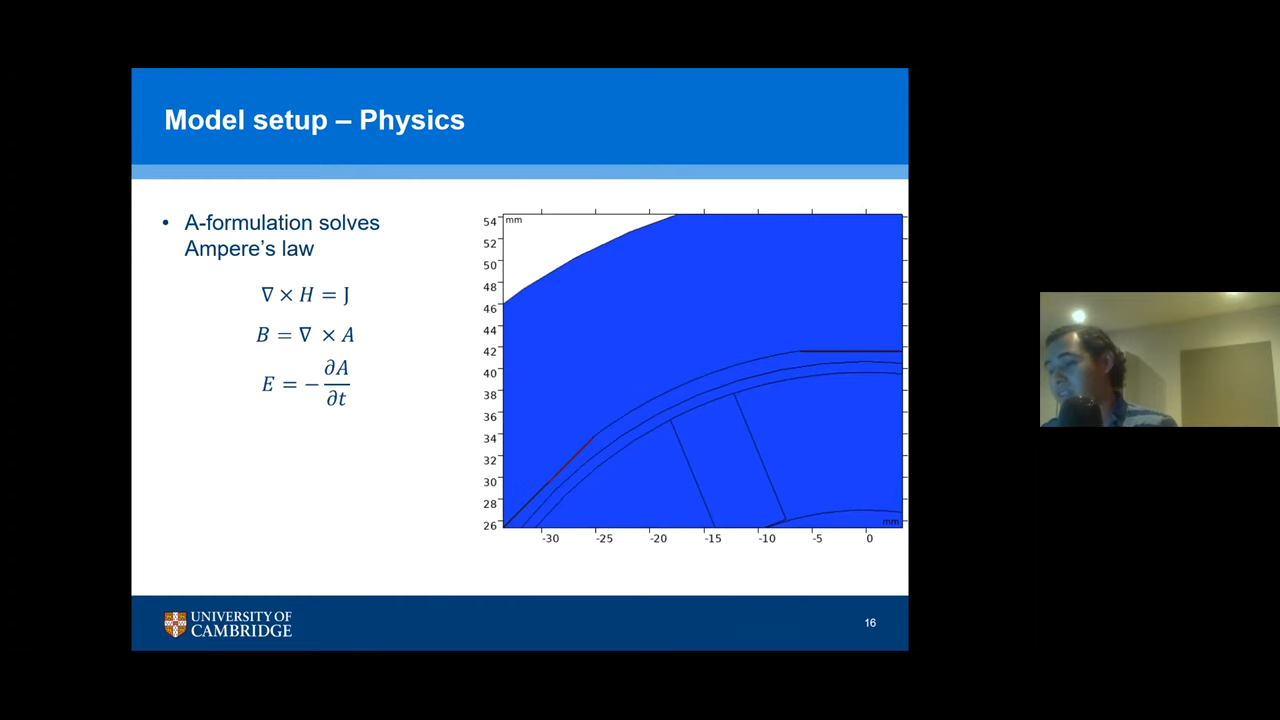 Model setup – Physics
• A-formulation solves
Ampere's law
∇ × H = J
B = ∇ × A
E = − ∂A/∂t
mm
54
52
50
48
46
44
42
40
38
36
34
32
30
28
26
mm
-30 -25 -20 -15 -10 -5 0
UNIVERSITY OF
CAMBRIDGE
16